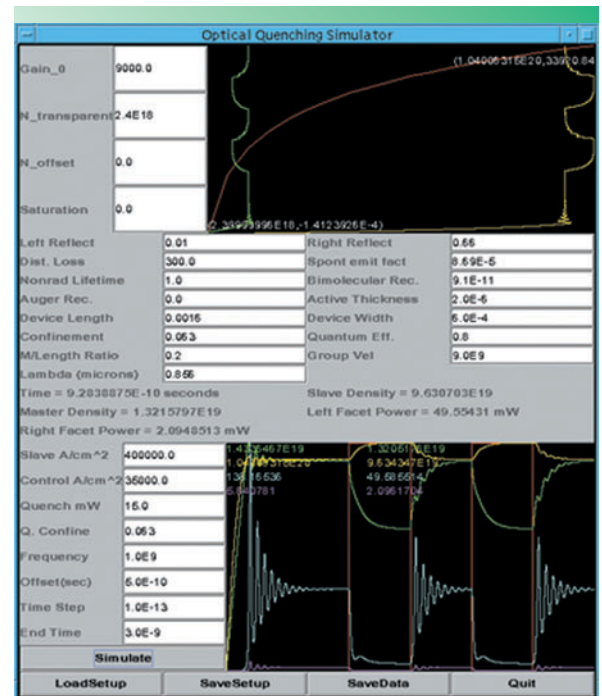 Optical Quenching Simulator
Gain_0 9000.0
N_transparent 2.4E18
N_offset 0.0
Saturation 0.0
Left Reflect 0.01 Right Reflect 0.55
Dist. Loss 300.0 Spont emit fact 8.69E-5
Nonrad Lifetime 1.0 Bimolecular Rec. 9.1E-11
Auger Rec. 0.0 Active Thickness 2.0E-5
Device Length 0.0015 Device Width 5.0E-4
Confinement 0.053 Quantum Eff. 0.8
M/Length Ratio 0.2 Group Vel 9.0E9
Lambda (microns) 0.856
Time = 9.2838875E-10 seconds Slave Density = 9.630703E19
Master Density = 1.3215797E19 Left Facet Power = 49.55431 mW
Right Facet Power = 2.0948513 mW
Slave A/cm^2 400000.0
Control A/cm^2 35000.0
Quench mW 15.0
Q. Confine 0.053
Frequency 1.0E9
Offset(sec) 5.0E-10
Time Step 1.0E-13
End Time 3.0E-9
Simulate
LoadSetup SaveSetup SaveData Quit